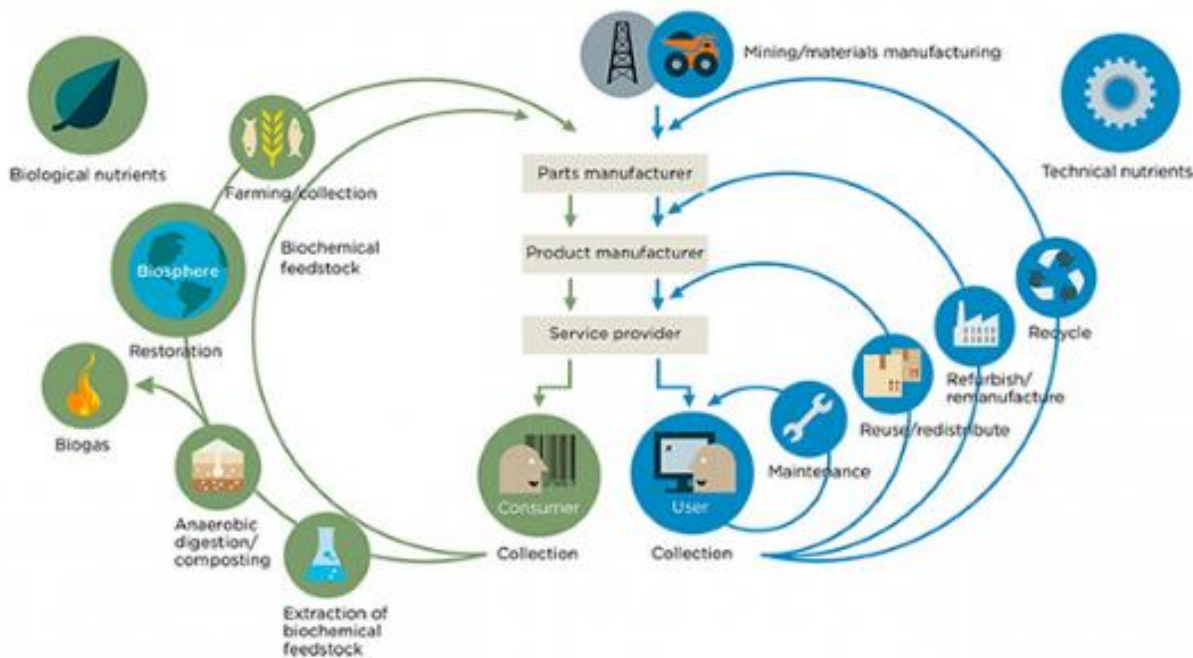 Mining/materials manufacturing
Biological nutrients
Technical nutrients
Farming/collection
Parts manufacturer
Biochemical
feedstock
Product manufacturer
Biosphere
Restoration
Service provider
Recycle
Refurbish/
remanufacture
Reuse/redistribute
Biogas
Maintenance
Consumer
User
Collection
Collection
Anaerobic
digestion/
composting
Extraction of
biochemical
feedstock